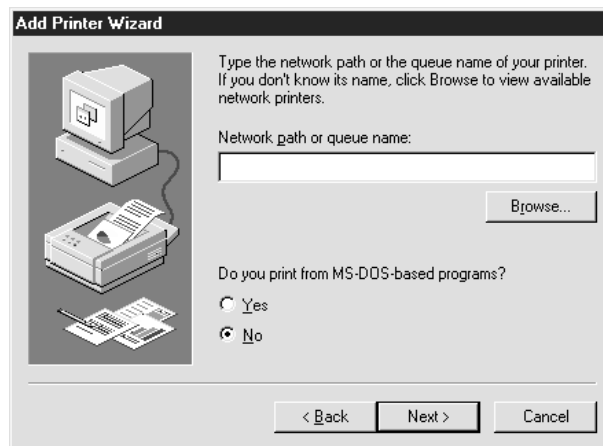 Add Printer Wizard
Type the network path or the queue name of your printer.
If you don't know its name, click Browse to view available
network printers.
Network path or queue name:
Browse...
Do you print from MS-DOS-based programs?
Yes
No
< Back
Next >
Cancel